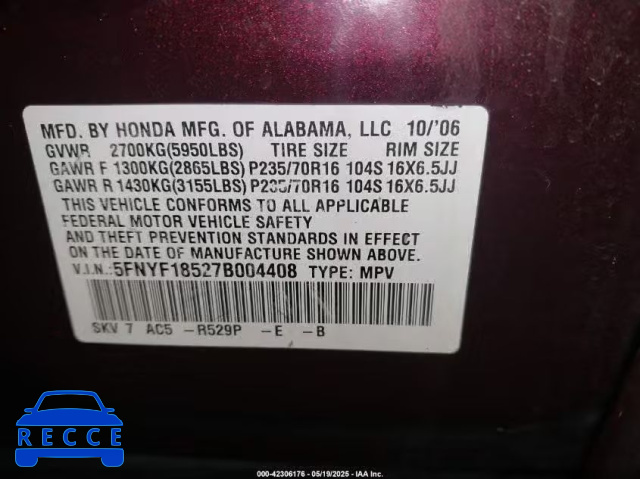 MFD. BY HONDA MFG. OF ALABAMA, LLC 10/'06
GVWR 2700KG(5950LBS) TIRE SIZE RIM SIZE
GAWR F 1300KG(2865LBS) P235/70R16 104S 16X6.5JJ
GAWR R 1430KG(3155LBS) P235/70R16 104S 16X6.5JJ
THIS VEHICLE CONFORMS TO ALL APPLICABLE
FEDERAL MOTOR VEHICLE SAFETY
AND THEFT PREVENTION STANDARDS IN EFFECT
ON THE DATE OF MANUFACTURE SHOWN ABOVE.
V.I.N.:5FNYF18527B004408 TYPE: MPV
SKV 7 AC5 -R529P -E -B
RECCE
000-42306176 - 05/19/2025 - IAA Inc.